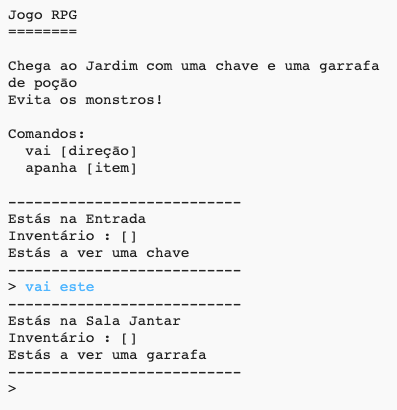 Jogo RPG
========
Chega ao Jardim com uma chave e uma garrafa
de poção
Evita os monstros!
Comandos:
  vai [direção]
  apanha [item]
---------------------------
Estás na Entrada
Inventário : []
Estás a ver uma chave
---------------------------
> vai este
---------------------------
Estás na Sala Jantar
Inventário : []
Estás a ver uma garrafa
---------------------------
>